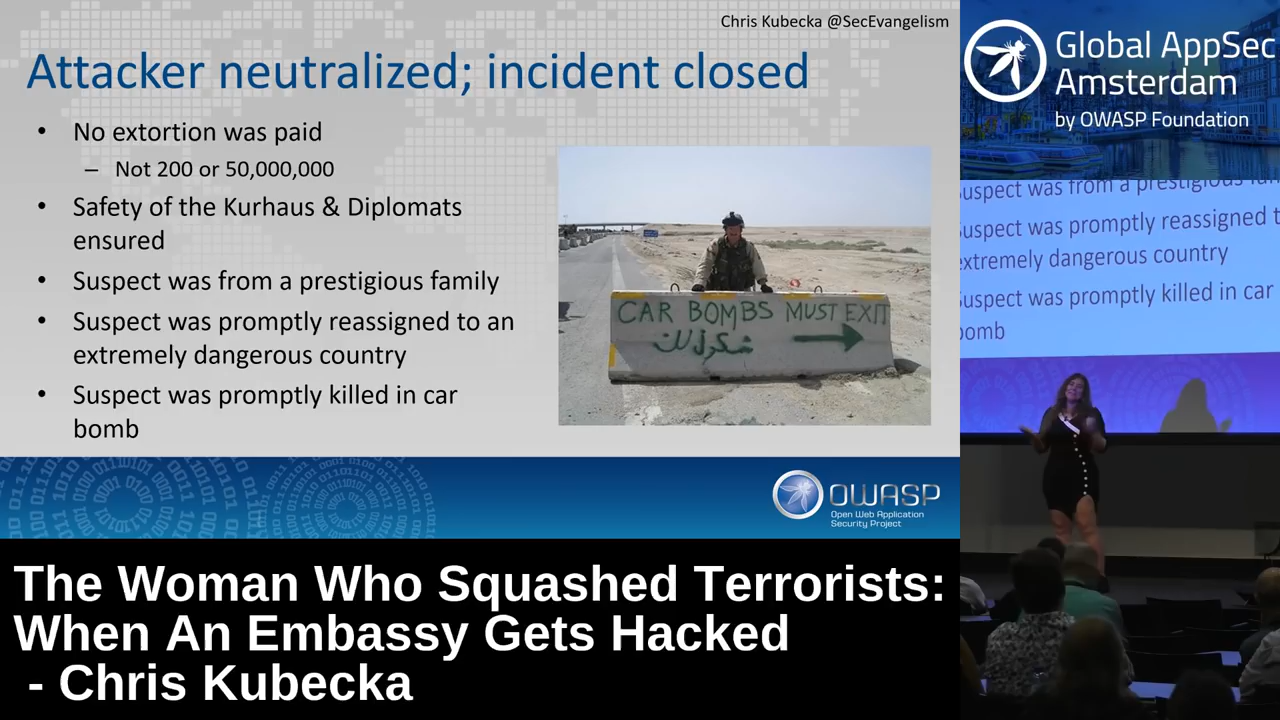 Chris Kubecka @SecEvangelism
Attacker neutralized; incident closed
• No extortion was paid
– Not 200 or 50,000,000
• Safety of the Kurhaus & Diplomats
ensured
• Suspect was from a prestigious family
• Suspect was promptly reassigned to an
extremely dangerous country
• Suspect was promptly killed in car
bomb
CAR BOMBS MUST EXIT
OWASP
Open Web Application
Security Project
Global AppSec
Amsterdam
by OWASP Foundation
Suspect was from a prestigious
Suspect was promptly reassigned t
extremely dangerous country
Suspect was promptly killed in car
bomb
The Woman Who Squashed Terrorists:
When An Embassy Gets Hacked
- Chris Kubecka